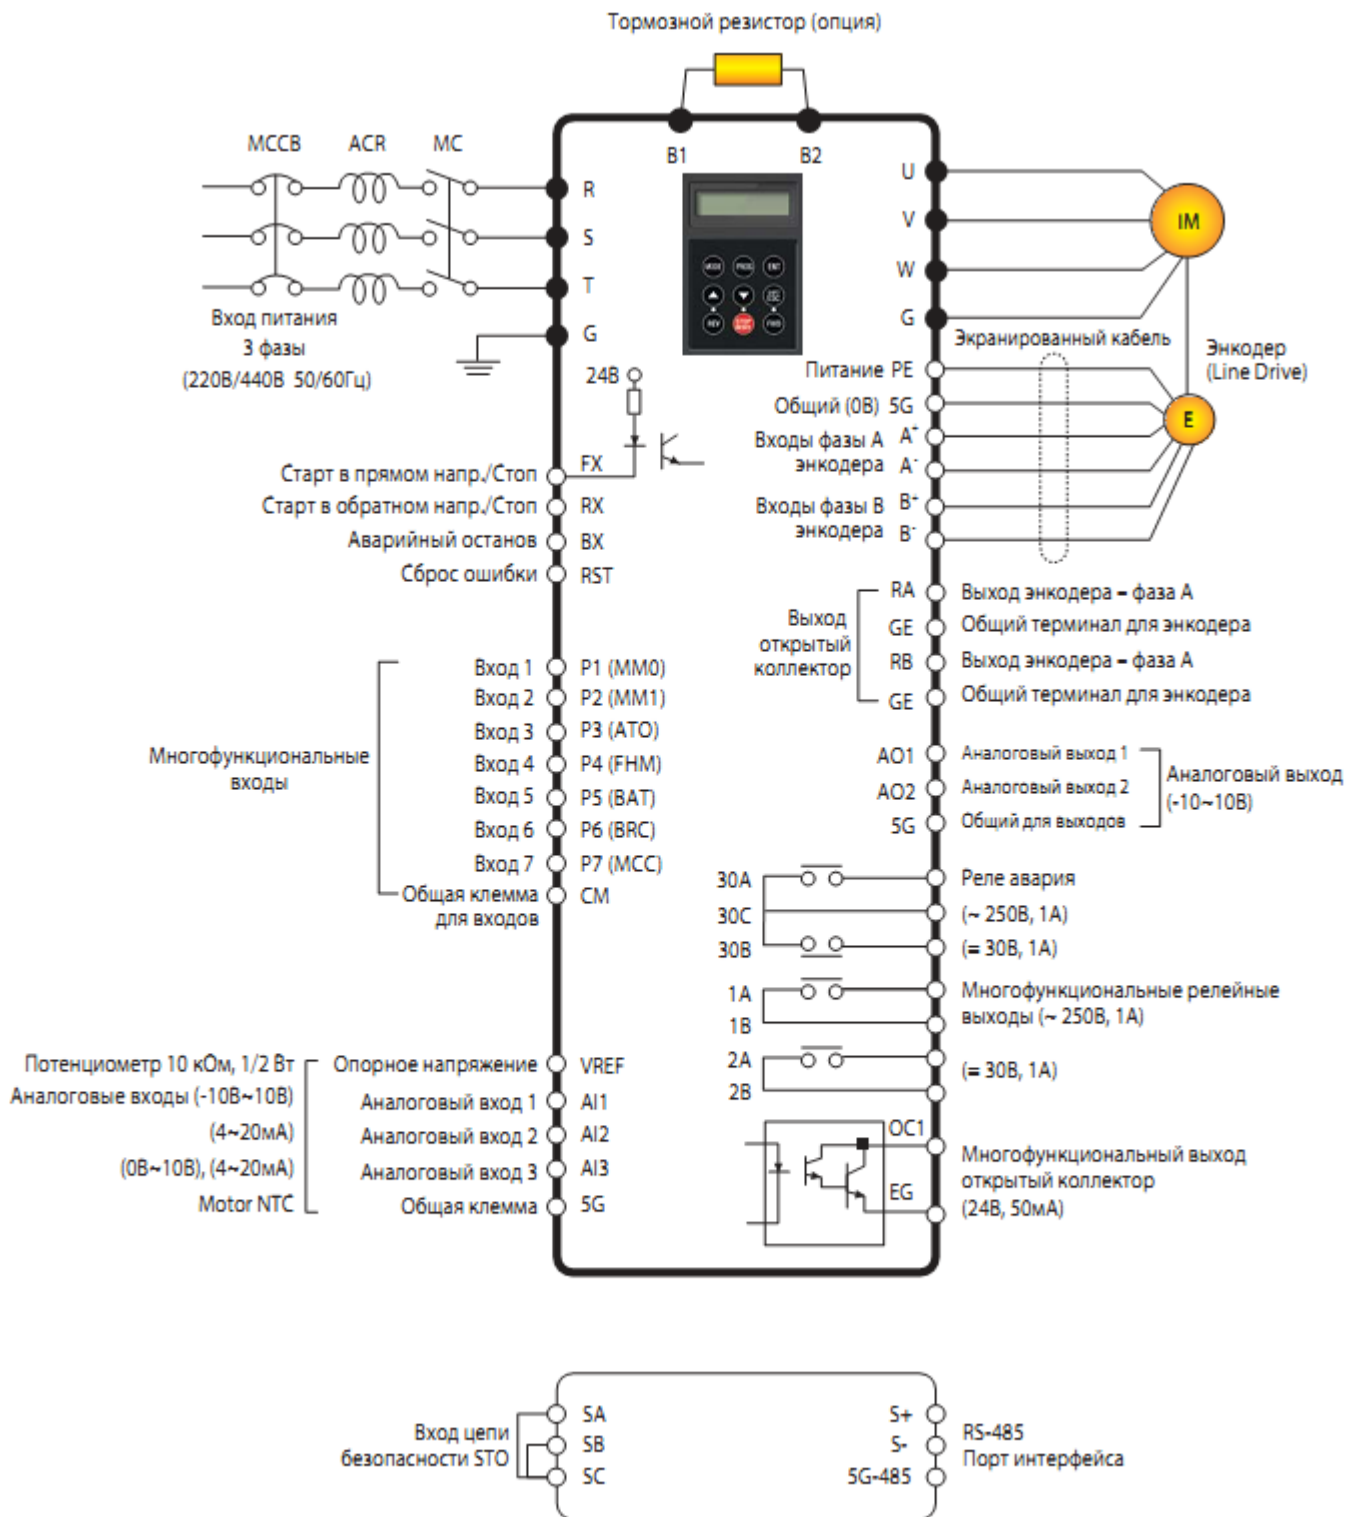 Тормозной резистор (опция)
B1
B2
MCCB
ACR
MC
R
S
T
G
Вход питания
3 фазы
(220В/440В 50/60Гц)
MODE
PROG
ENT
REV
STOP
FWD
U
V
W
G
IM
Экранированный кабель
Энкодер
(Line Drive)
E
Питание PE
Общий (0В) 5G
Входы фазы А
энкодера
A+
A-
Входы фазы В
энкодера
B+
B-
24В
Старт в прямом напр./Стоп
FX
Старт в обратном напр./Стоп
RX
Аварийный останов
BX
Сброс ошибки
RST
Выход
открытый
коллектор
RA
Выход энкодера – фаза А
GE
Общий терминал для энкодера
RB
Выход энкодера – фаза А
GE
Общий терминал для энкодера
Многофункциональные
входы
Вход 1
P1 (MM0)
Вход 2
P2 (MM1)
Вход 3
P3 (ATO)
Вход 4
P4 (FHM)
Вход 5
P5 (BAT)
Вход 6
P6 (BRC)
Вход 7
P7 (MCC)
Общая клемма
для входов
CM
AO1
Аналоговый выход 1
AO2
Аналоговый выход 2
5G
Общий для выходов
Аналоговый выход
(-10~10В)
30A
Реле авария
30C
(~ 250В, 1А)
30B
(= 30В, 1А)
1A
1B
Многофункциональные релейные
выходы (~ 250В, 1А)
2A
2B
(= 30В, 1А)
OC1
EG
Многофункциональный выход
открытый коллектор
(24В, 50мА)
Потенциометр 10 кОм, 1/2 Вт
Аналоговые входы (-10В~10В)
(4~20мА)
(0В~10В), (4~20мА)
Motor NTC
Опорное напряжение
VREF
Аналоговый вход 1
AI1
Аналоговый вход 2
AI2
Аналоговый вход 3
AI3
Общая клемма
5G
Вход цепи
безопасности STO
SA
SB
SC
S+
S-
5G-485
RS-485
Порт интерфейса